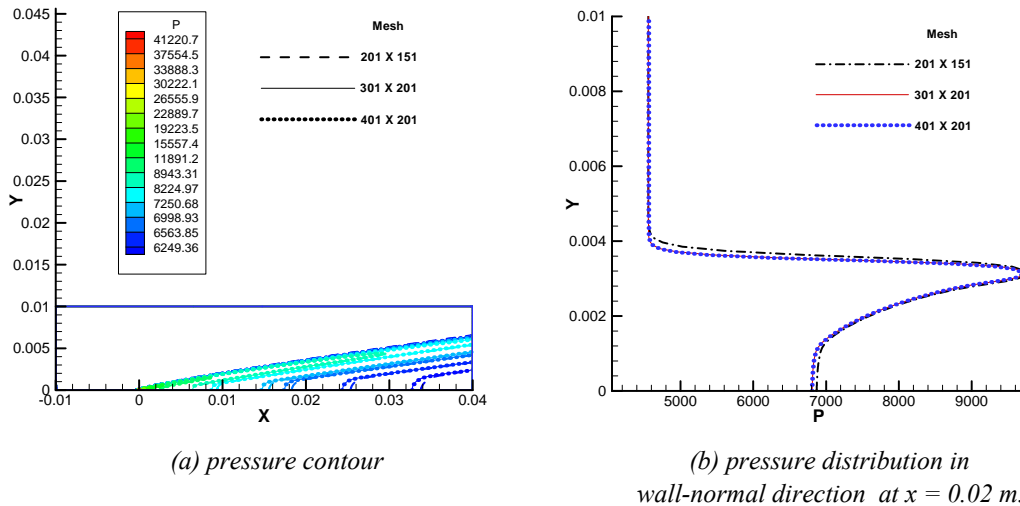 0.045
0.04
0.035
0.03
0.025
0.02
0.015
0.01
0.005
0
Y
-0.01
0
0.01
0.02
0.03
0.04
X
P
41220.7
37554.5
33888.3
30222.1
26555.9
22889.7
19223.5
15557.4
11891.2
8943.31
8224.97
7250.68
6998.93
6563.85
6249.36
Mesh
201 X 151
301 X 201
401 X 201
(a) pressure contour
0.01
0.008
0.006
0.004
0.002
0
Y
5000
6000
7000
8000
9000
P
Mesh
201 X 151
301 X 201
401 X 201
(b) pressure distribution in
wall-normal direction at x = 0.02 m.